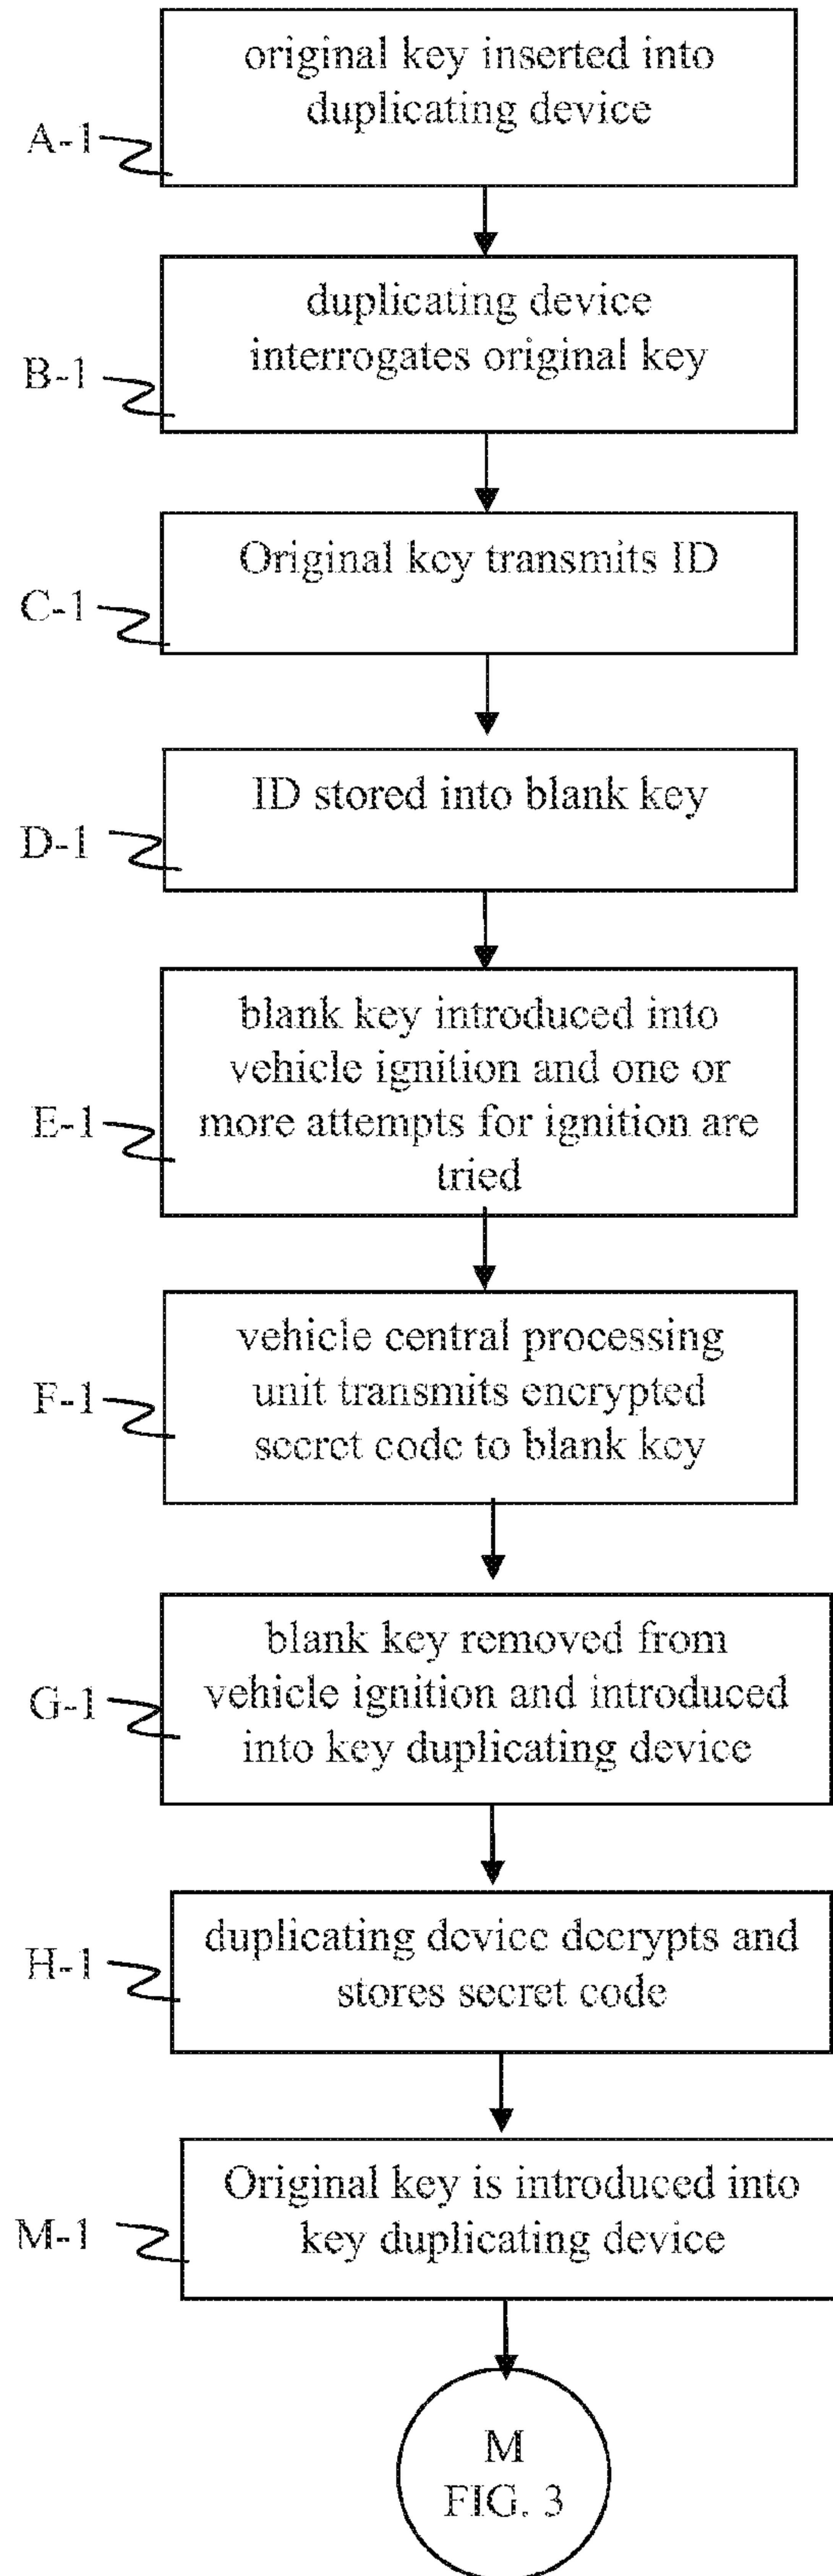 original key inserted into
duplicating device
A-1
duplicating device
interrogates original key
B-1
Original key transmits ID
C-1
ID stored into blank key
D-1
blank key introduced into
vehicle ignition and one or
more attempts for ignition are
tried
E-1
vehicle central processing
unit transmits encrypted
secret code to blank key
F-1
blank key removed from
vehicle ignition and introduced
into key duplicating device
G-1
duplicating device decrypts and
stores secret code
H-1
Original key is introduced into
key duplicating device
M-1
M
FIG. 3